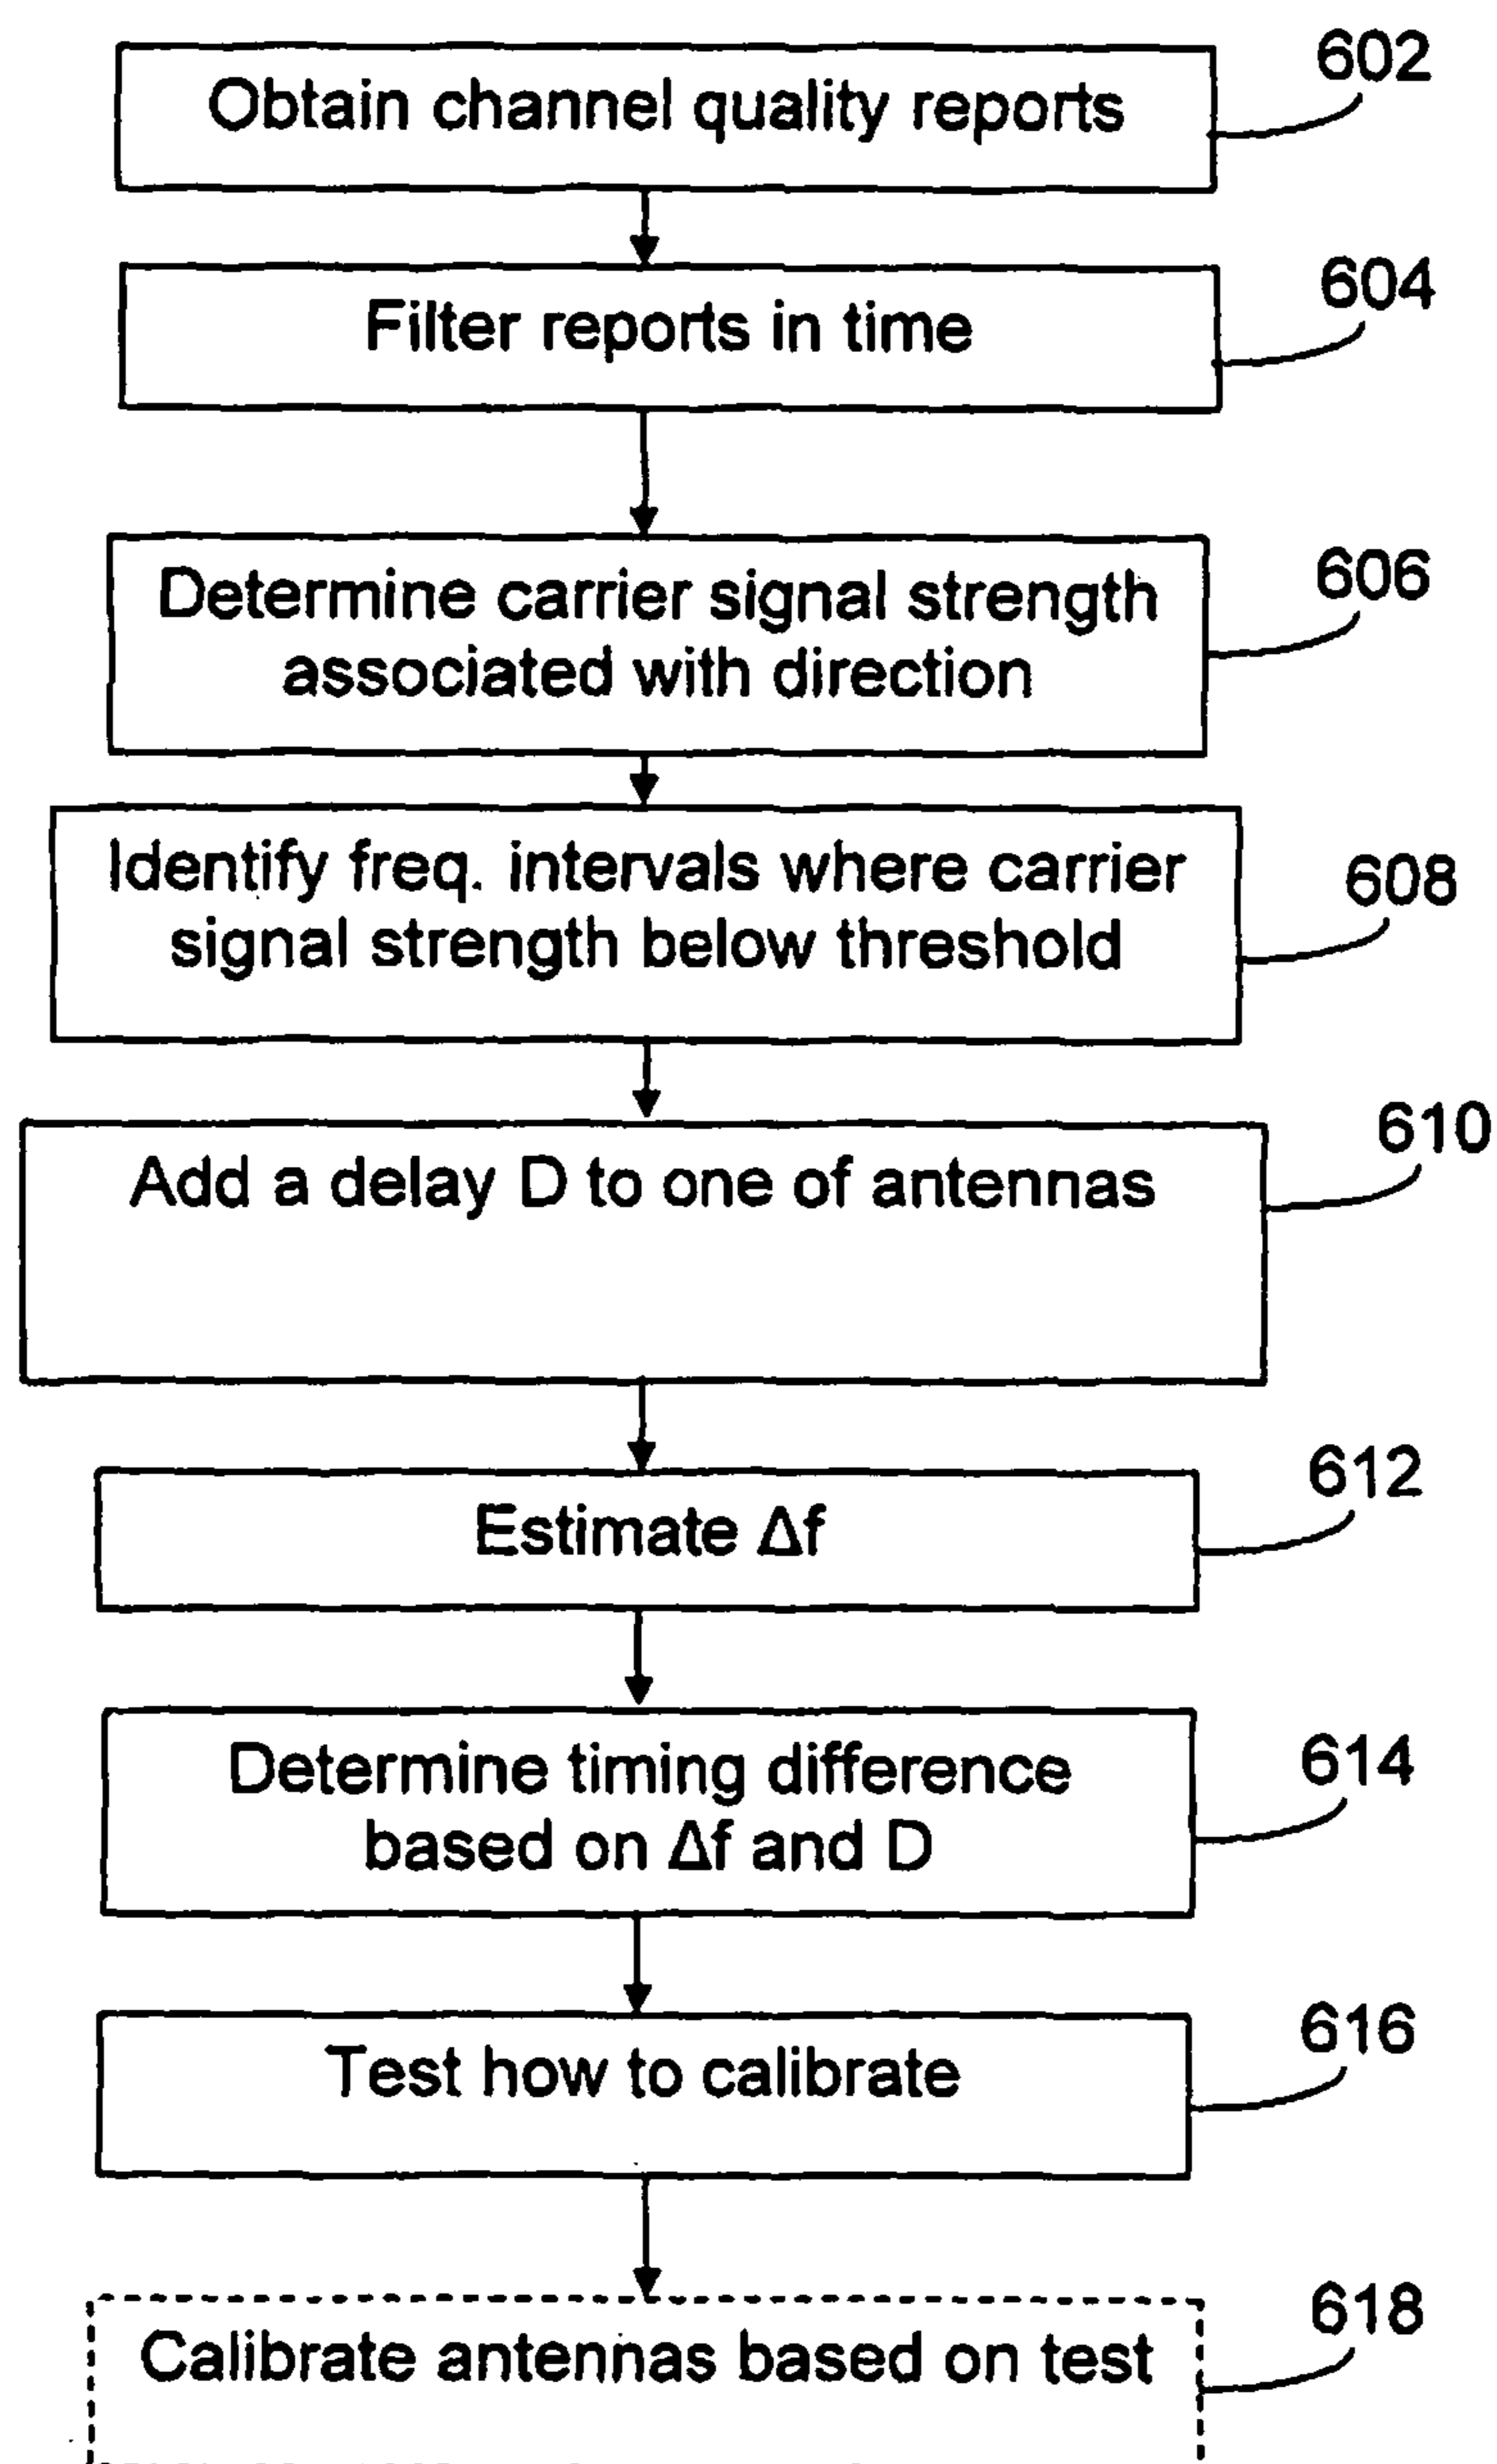 602
Obtain channel quality reports
604
Filter reports in time
606
Determine carrier signal strength
associated with direction
608
Identify freq. intervals where carrier
signal strength below threshold
610
Add a delay D to one of antennas
612
Estimate Δf
614
Determine timing difference
based on Δf and D
616
Test how to calibrate
618
Calibrate antennas based on test